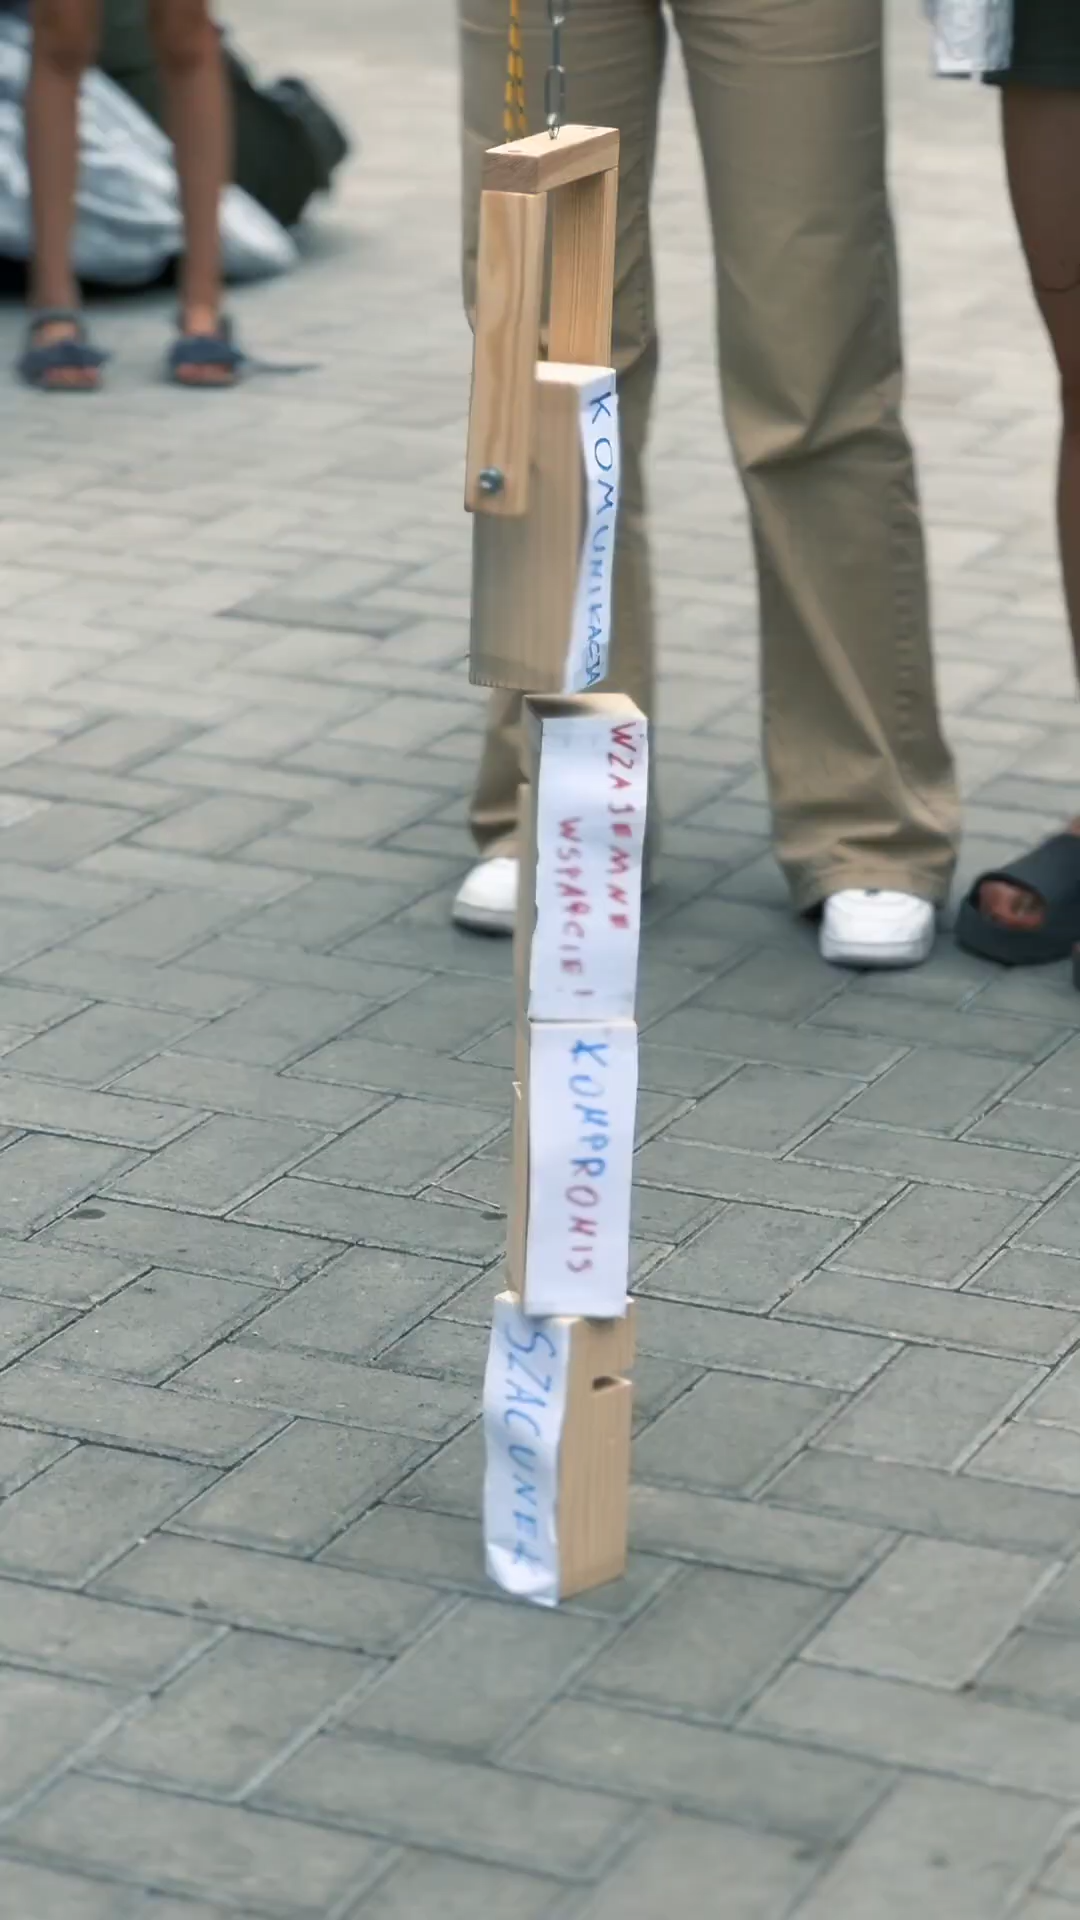 KOMUNIKACJA
WZAJEMNE
WSPARCIE!
KOMPROMIS
SZACUNEK